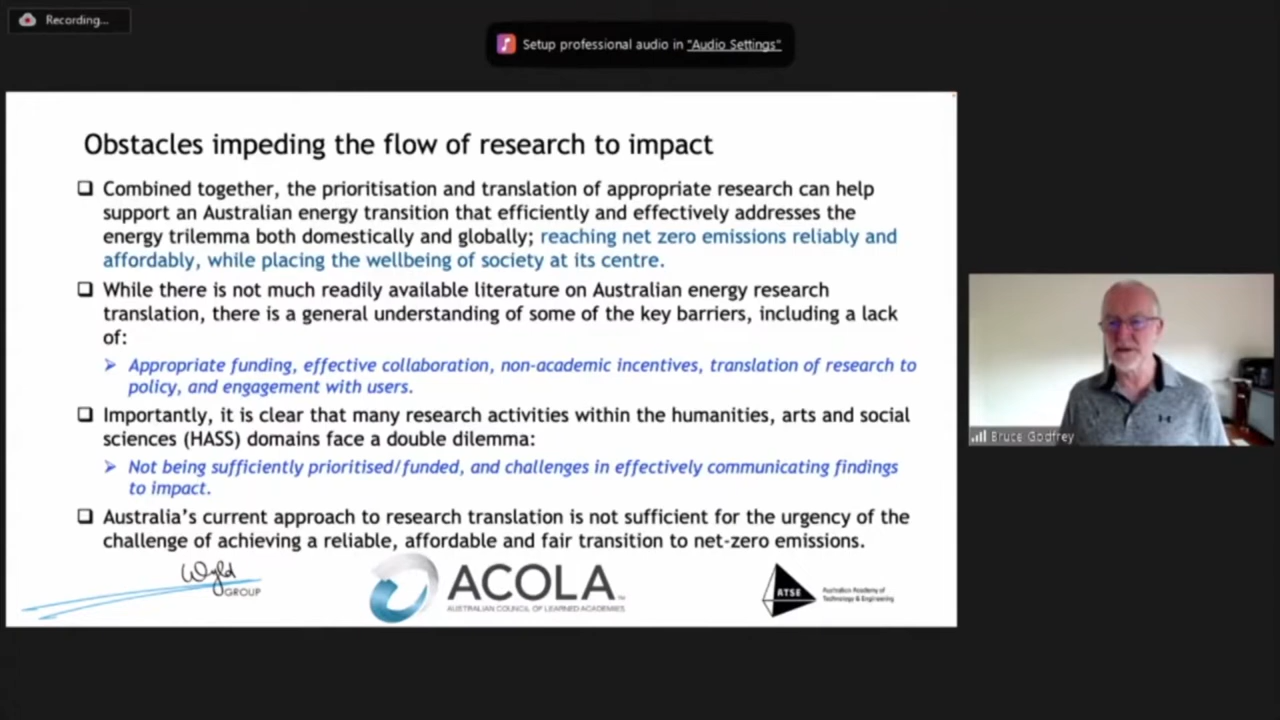 Recording...
Setup professional audio in "Audio Settings"
Obstacles impeding the flow of research to impact
Combined together, the prioritisation and translation of appropriate research can help
support an Australian energy transition that efficiently and effectively addresses the
energy trilemma both domestically and globally; reaching net zero emissions reliably and
affordably, while placing the wellbeing of society at its centre.
While there is not much readily available literature on Australian energy research
translation, there is a general understanding of some of the key barriers, including a lack
of:
Appropriate funding, effective collaboration, non-academic incentives, translation of research to
policy, and engagement with users.
Importantly, it is clear that many research activities within the humanities, arts and social
sciences (HASS) domains face a double dilemma:
Not being sufficiently prioritised/funded, and challenges in effectively communicating findings
to impact.
Australia's current approach to research translation is not sufficient for the urgency of the
challenge of achieving a reliable, affordable and fair transition to net-zero emissions.
Wyld
GROUP
ACOLA
AUSTRALIAN COUNCIL OF LEARNED ACADEMIES
ATSE
Australian Academy of
Technology & Engineering
Bruce Godfrey